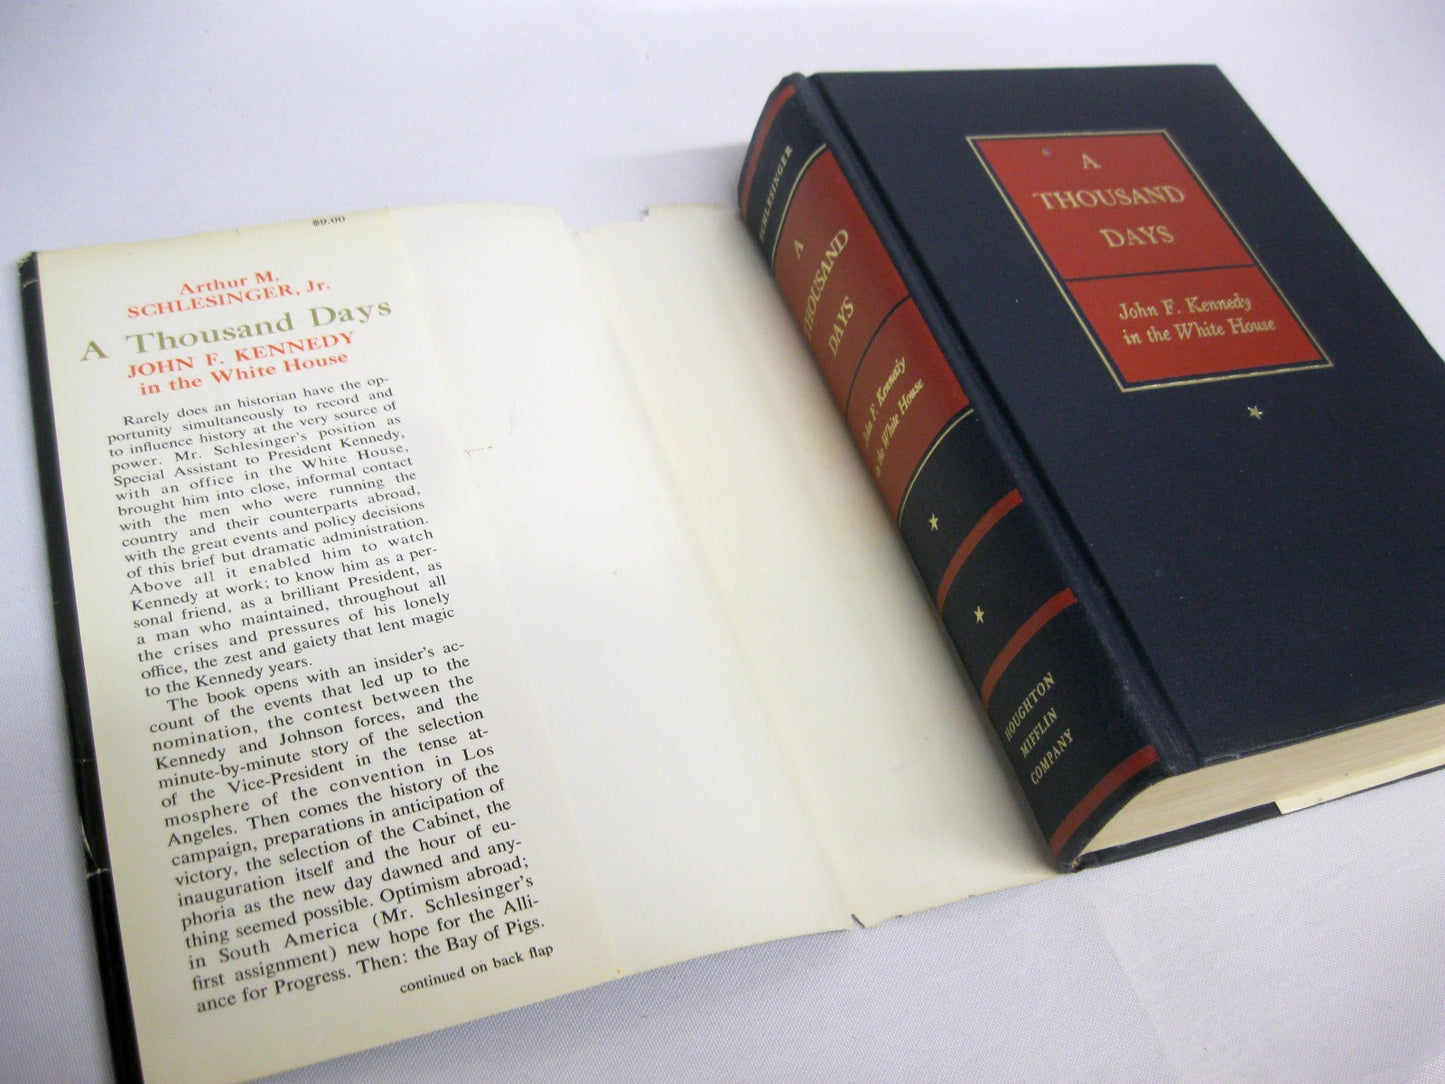 $9.00
Arthur M.
SCHLESINGER, Jr.
A Thousand Days
JOHN F. KENNEDY
in the White House
Rarely does an historian have the op-
portunity simultaneously to record and
to influence history at the very source of
power. Mr. Schlesinger's position as
Special Assistant to President Kennedy,
with an office in the White House,
brought him into close, informal contact
with the men who were running the
country and their counterparts abroad,
with the great events and policy decisions
of this brief but dramatic administration.
Above all it enabled him to watch
Kennedy at work; to know him as a per-
sonal friend, as a brilliant President, as
a man who maintained, throughout all
the crises and pressures of his lonely
office, the zest and gaiety that lent magic
to the Kennedy years.
The book opens with an insider's ac-
count of the events that led up to the
nomination, the contest between the
Kennedy and Johnson forces, and the
minute-by-minute story of the selection
of the Vice-President in the tense at-
mosphere of the convention in Los
Angeles. Then comes the history of the
campaign, preparations in anticipation of
victory, the selection of the Cabinet, the
inauguration itself and the hour of eu-
phoria as the new day dawned and any-
thing seemed possible. Optimism abroad;
in South America (Mr. Schlesinger's
first assignment) new hope for the Alli-
ance for Progress. Then: the Bay of Pigs.
continued on back flap
SCHLESINGER
A
THOUSAND
DAYS
John F. Kennedy
in the White House
HOUGHTON
MIFFLIN
COMPANY
A
THOUSAND
DAYS
John F. Kennedy
in the White House